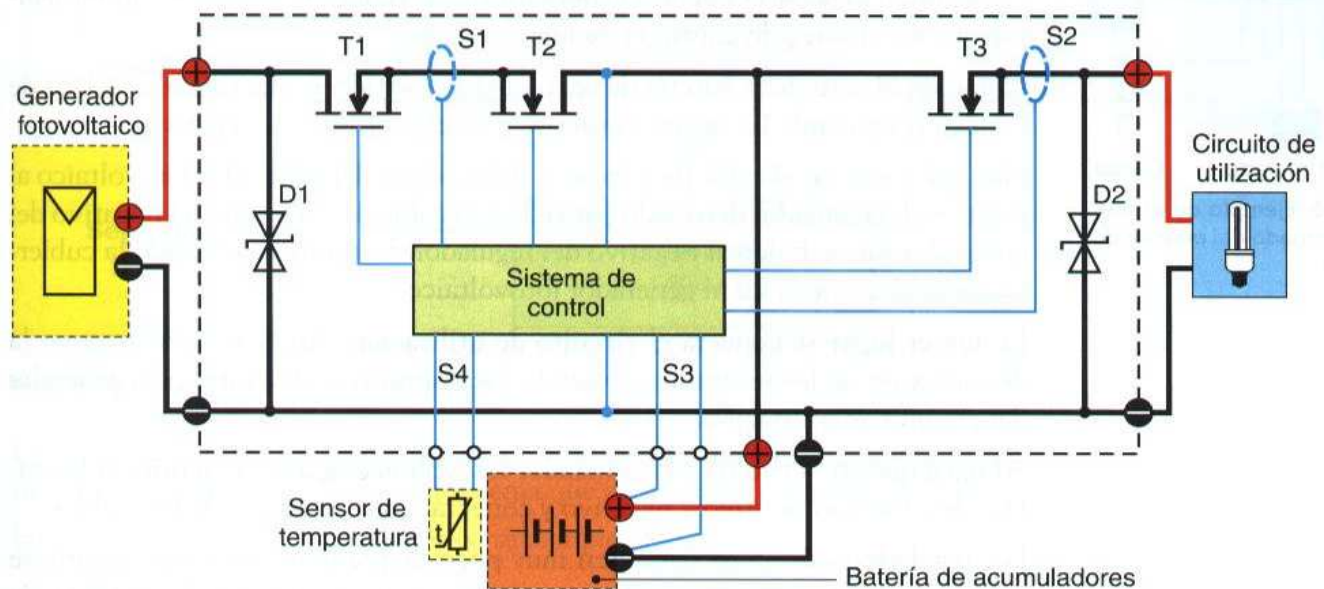 T1
S1
T2
T3
S2
Generador
fotovoltaico
D1
D2
Circuito de
utilización
Sistema de
control
S4
S3
Sensor de
temperatura
t
Batería de acumuladores